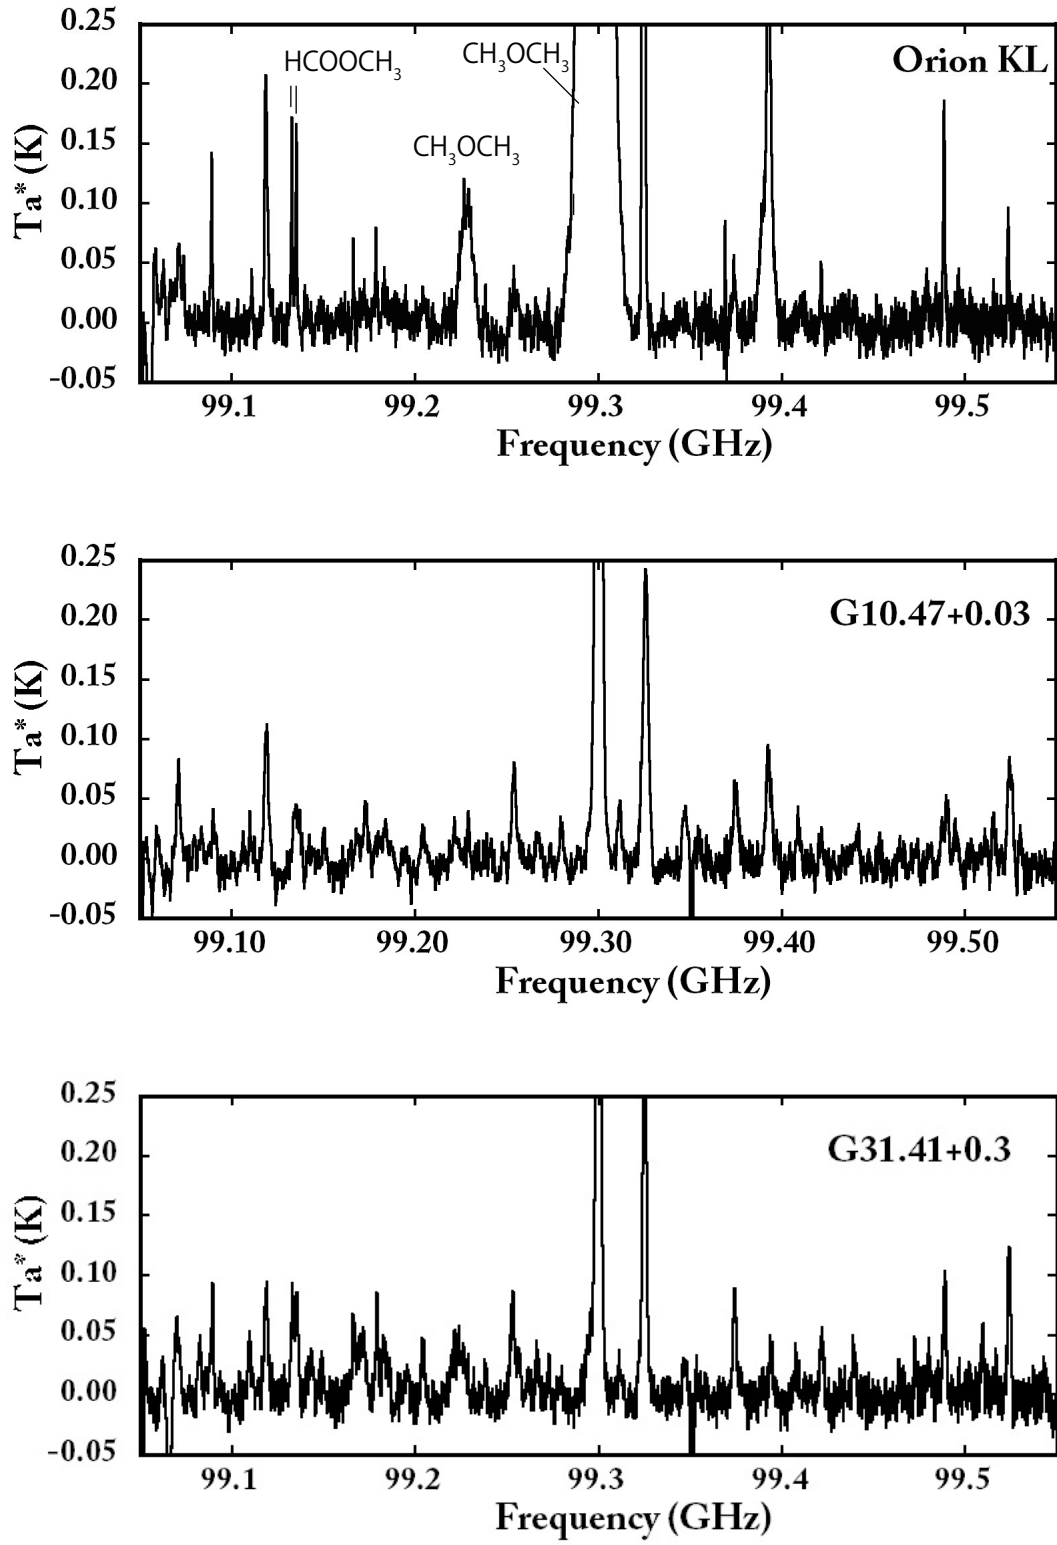 0.25
0.20
0.15
0.10
0.05
0.00
-0.05
Ta* (K)
HCOOCH₃
CH₃OCH₃
CH₃OCH₃
Orion KL
99.1 99.2 99.3 99.4 99.5
Frequency (GHz)
0.25
0.20
0.15
0.10
0.05
0.00
-0.05
Ta* (K)
G10.47+0.03
99.10 99.20 99.30 99.40 99.50
Frequency (GHz)
0.25
0.20
0.15
0.10
0.05
0.00
-0.05
Ta* (K)
G31.41+0.3
99.1 99.2 99.3 99.4 99.5
Frequency (GHz)